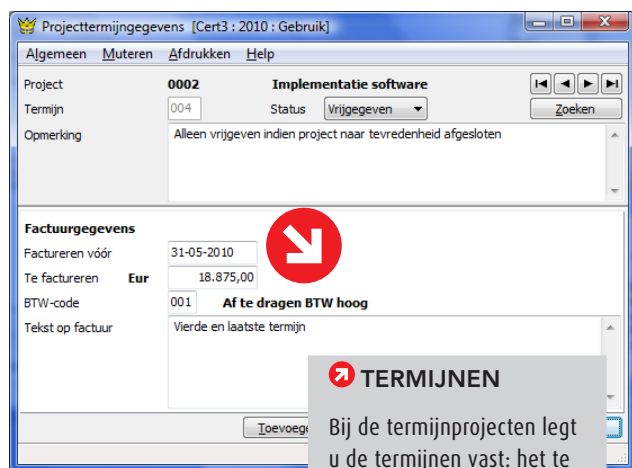 Projecttermijngegevens [Cert3 : 2010 : Gebruik]
Algemeen Muteren Afdrukken Help
Project 0002 Implementatie software
Termijn 004 Status Vrijgegeven Zoeken
Opmerking Alleen vrijgeven indien project naar tevredenheid afgesloten
Factuurgegevens
Factureren vóór 31-05-2010
Te factureren Eur 18.875,00
BTW-code 001 Af te dragen BTW hoog
Tekst op factuur Vierde en laatste termijn
TERMIJNEN
Bij de termijnprojecten legt
u de termijnen vast: het te